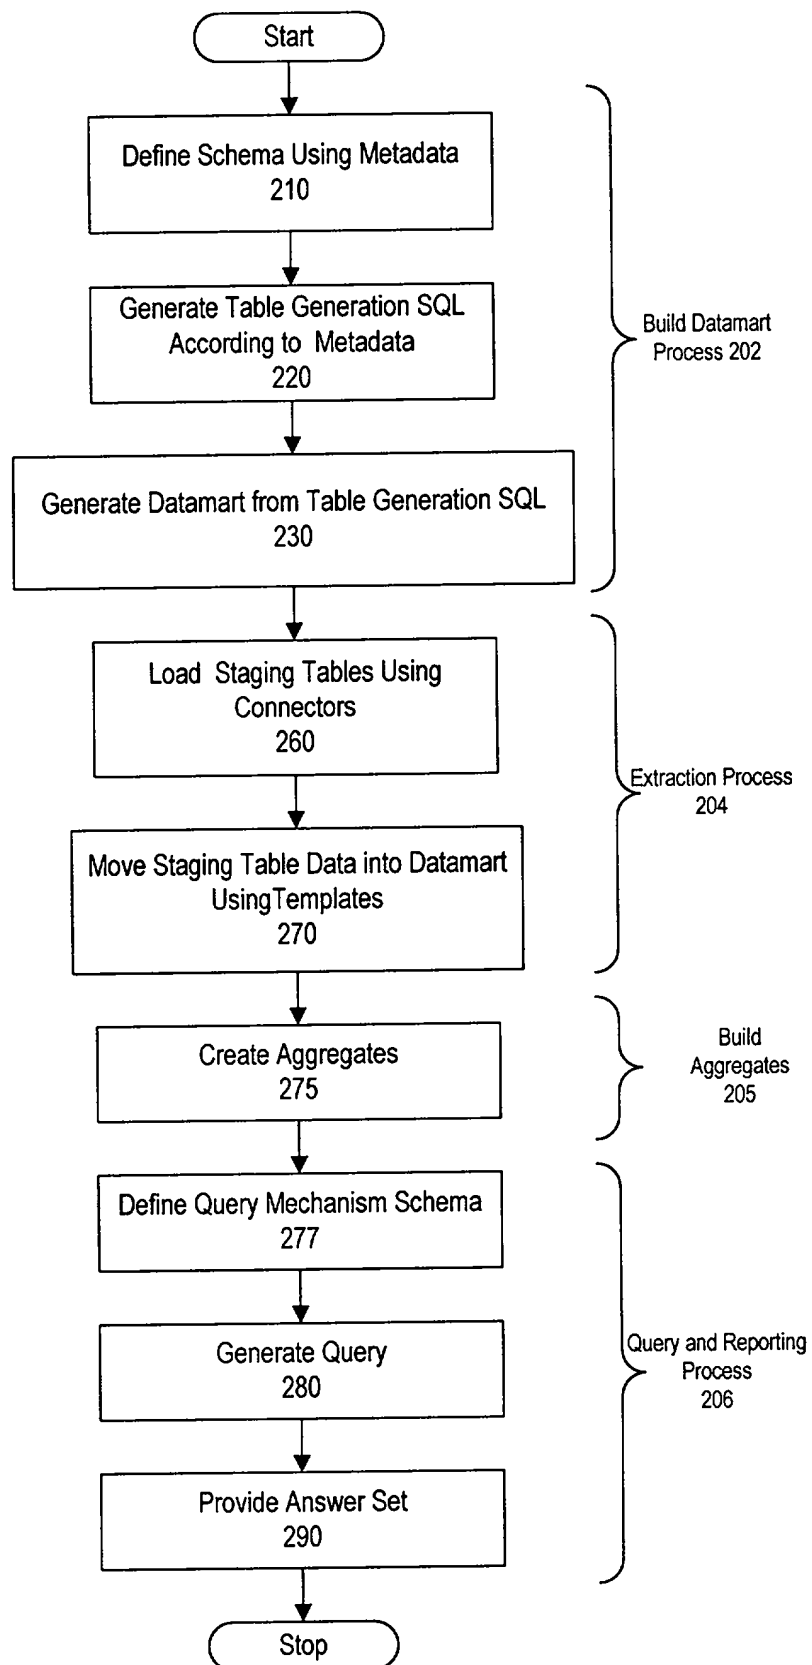 Start
Define Schema Using Metadata
210
Generate Table Generation SQL
According to Metadata
220
Build Datamart
Process 202
Generate Datamart from Table Generation SQL
230
Load Staging Tables Using
Connectors
260
Extraction Process
204
Move Staging Table Data into Datamart
UsingTemplates
270
Create Aggregates
275
Build
Aggregates
205
Define Query Mechanism Schema
277
Generate Query
280
Query and Reporting
Process
206
Provide Answer Set
290
Stop